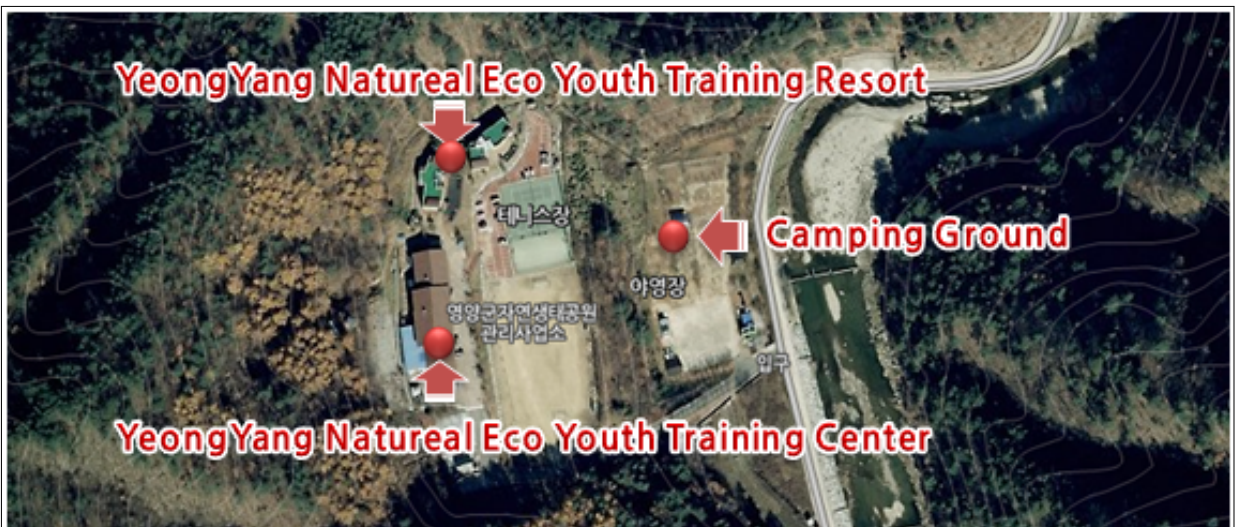 YeongYang Natureal Eco Youth Training Resort
테니스장
Camping Ground
야영장
영양군자연생태공원
관리사업소
입구
YeongYang Natureal Eco Youth Training Center